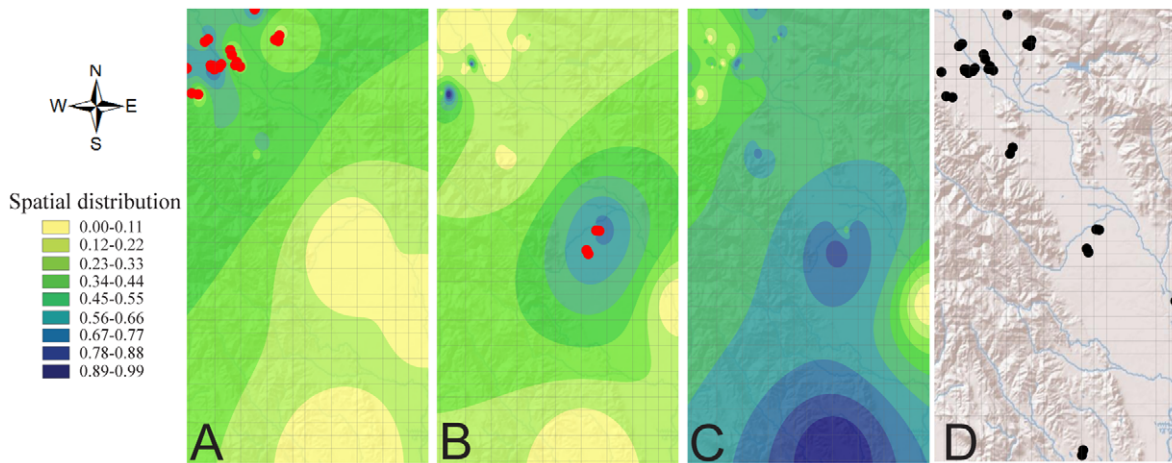 N
W E
S
Spatial distribution
0.00-0.11
0.12-0.22
0.23-0.33
0.34-0.44
0.45-0.55
0.56-0.66
0.67-0.77
0.78-0.88
0.89-0.99
A B C D